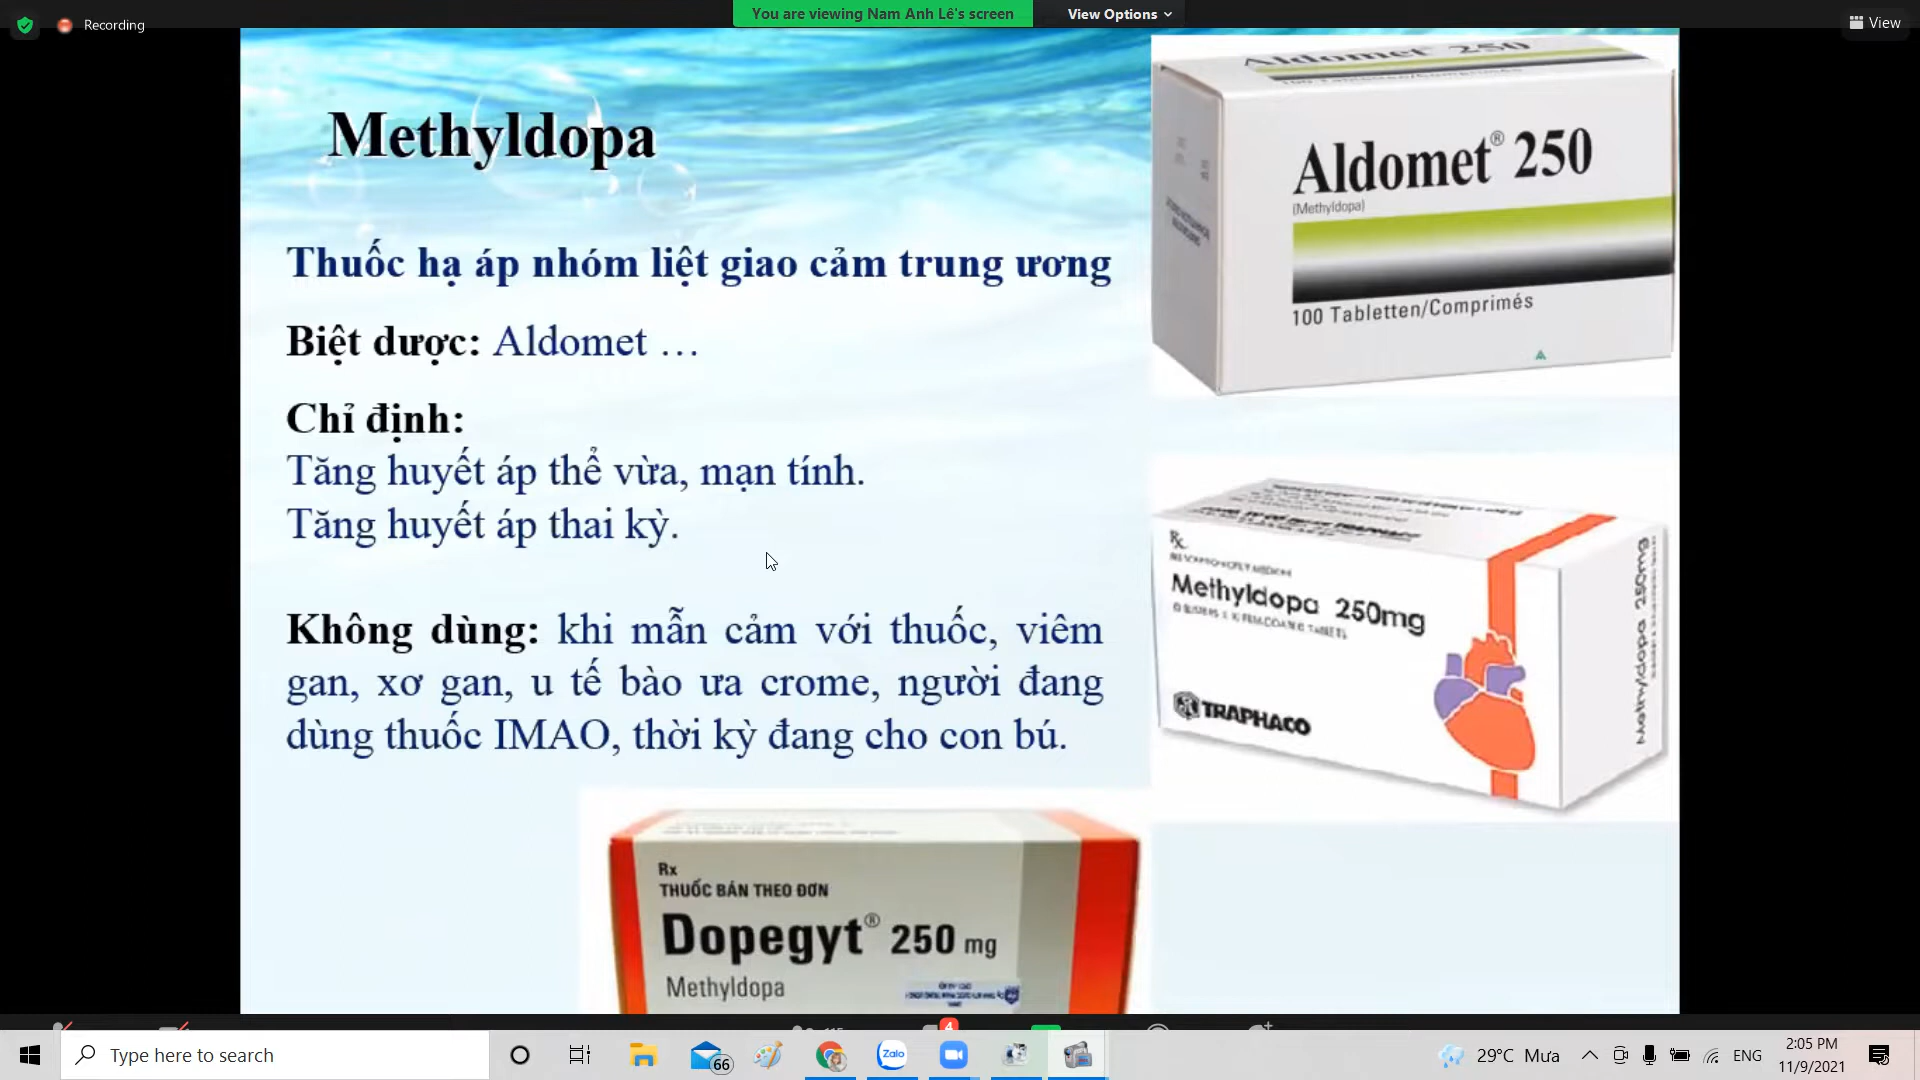 You are viewing Nam Anh Lê's screen
View Options
Recording
View
Methyldopa
Thuốc hạ áp nhóm liệt giao cảm trung ương
Biệt dược: Aldomet …
Chỉ định:
Tăng huyết áp thể vừa, mạn tính.
Tăng huyết áp thai kỳ.
Không dùng: khi mẫn cảm với thuốc, viêm
gan, xơ gan, u tế bào ưa crome, người đang
dùng thuốc IMAO, thời kỳ đang cho con bú.
Aldomet 250
Aldomet® 250
(Methyldopa)
100 Tabletten/Comprimés
Rx
Methyldopa 250mg
TRAPHACO
Methyldopa 250mg
Rx
THUỐC BÁN THEO ĐƠN
Dopegyt® 250 mg
Methyldopa
4
Type here to search
66
Zalo
29°C Mưa
ENG
2:05 PM
11/9/2021